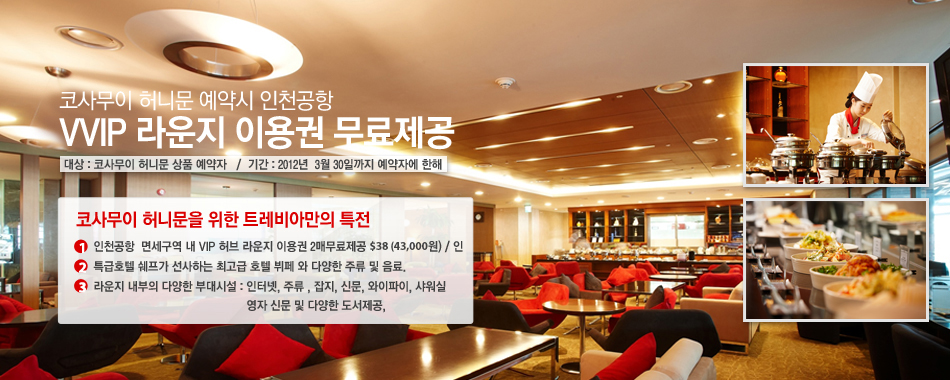 코사무이 허니문 예약시 인천공항
VVIP 라운지 이용권 무료제공
대상 : 코사무이 허니문 상품 예약자 / 기간 : 2012년 3월 30일까지 예약자에 한해
코사무이 허니문을 위한 트레비아만의 특전
1 인천공항 면세구역 내 VIP 허브 라운지 이용권 2매무료제공 $38 (43,000원) / 인
2 특급호텔 쉐프가 선사하는 최고급 호텔 뷔페 와 다양한 주류 및 음료.
3 라운지 내부의 다양한 부대시설 : 인터넷, 주류 , 잡지, 신문, 와이파이, 샤워실
영자 신문 및 다양한 도서제공,